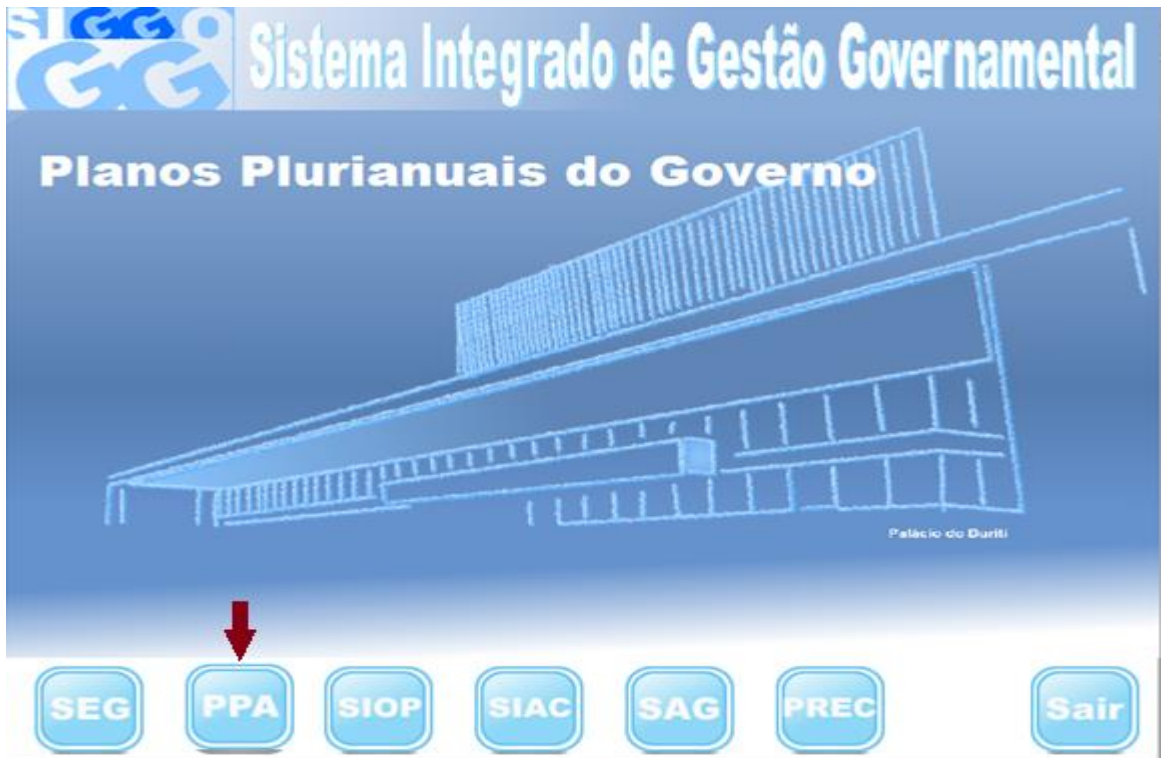 SIGGO
GG
Sistema Integrado de Gestão Governamental
Planos Plurianuais do Governo
Palácio do Buriti
SEG PPA SIOP SIAC SAG PREC Sair